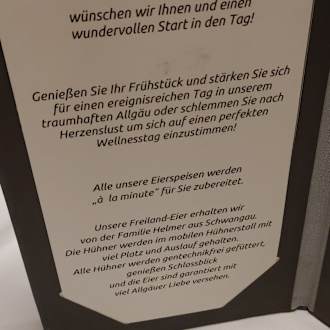 wünschen wir Ihnen und einen
wundervollen Start in den Tag!
Genießen Sie Ihr Frühstück und stärken Sie sich
für einen ereignisreichen Tag in unserem
traumhaften Allgäu oder schlemmen Sie nach
Herzenslust um sich auf einen perfekten
Wellnesstag einzustimmen!
Alle unsere Eierspeisen werden
„à la minute“ für Sie zubereitet.
Unsere Freiland-Eier erhalten wir
von der Familie Helmer aus Schwangau.
Die Hühner werden im mobilen Hühnerstall mit
viel Platz und Auslauf gehalten.
Alle Hühner werden gentechnikfrei gefüttert,
genießen Schlossblick
und die Eier sind garantiert mit
viel Allgäuer Liebe versehen.